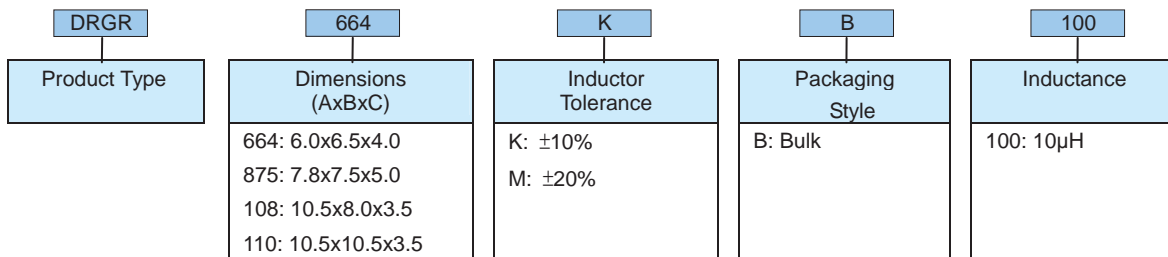 DRGR
664
K
B
100
Product Type
Dimensions
(AxBxC)
Inductor
Tolerance
Packaging
Style
Inductance
664: 6.0x6.5x4.0
875: 7.8x7.5x5.0
108: 10.5x8.0x3.5
110: 10.5x10.5x3.5
K: ±10%
M: ±20%
B: Bulk
100: 10µH